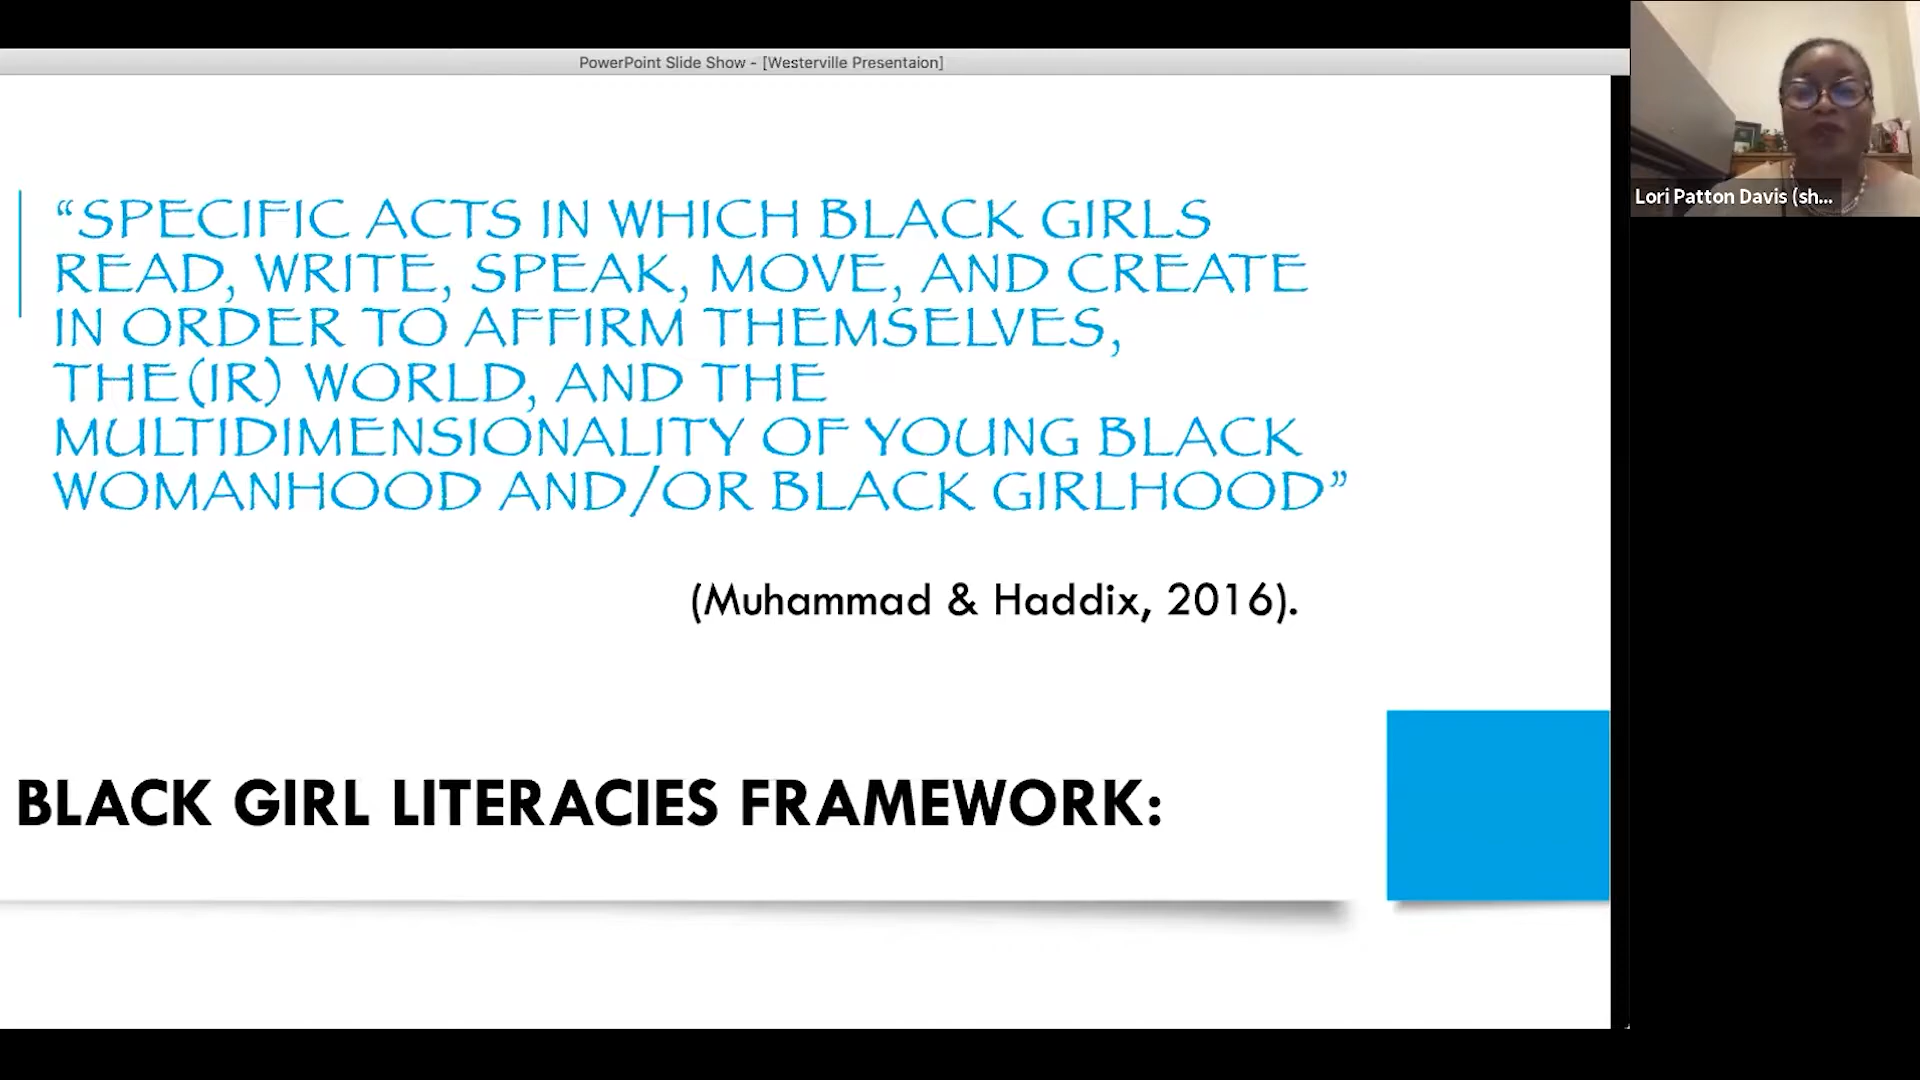 PowerPoint Slide Show - [Westerville Presentaion]
“SPECIFIC ACTS IN WHICH BLACK GIRLS
READ, WRITE, SPEAK, MOVE, AND CREATE
IN ORDER TO AFFIRM THEMSELVES,
THE(IR) WORLD, AND THE
MULTIDIMENSIONALITY OF YOUNG BLACK
WOMANHOOD AND/OR BLACK GIRLHOOD”
(Muhammad & Haddix, 2016).
BLACK GIRL LITERACIES FRAMEWORK:
Lori Patton Davis (sh...